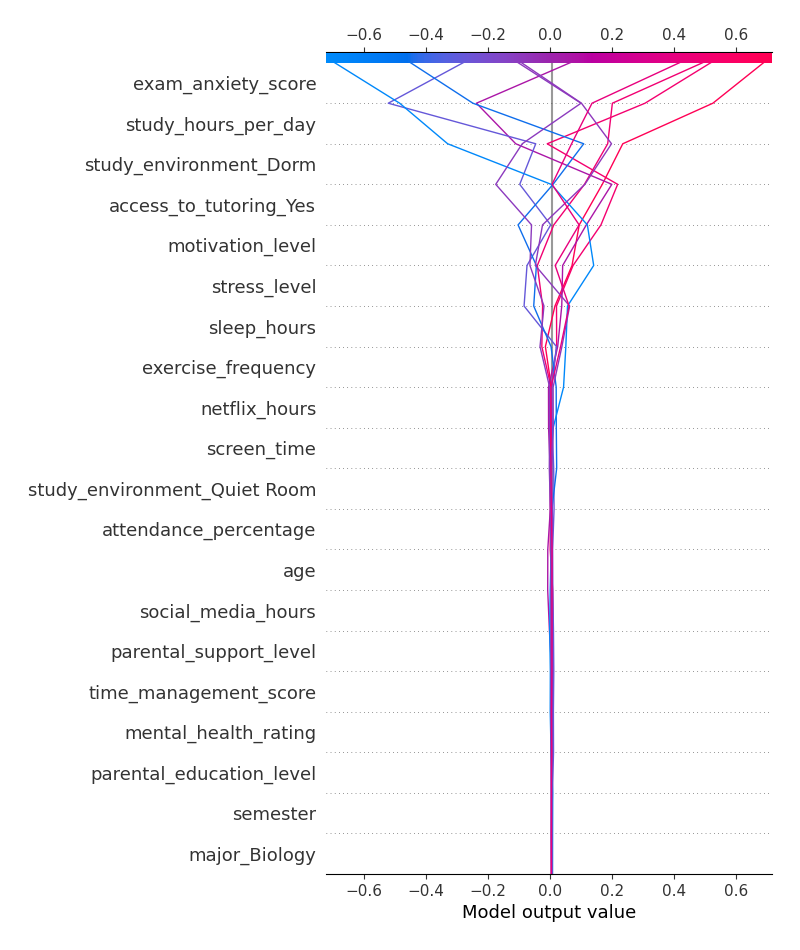 −0.6 −0.4 −0.2 0.0 0.2 0.4 0.6
exam_anxiety_score
study_hours_per_day
study_environment_Dorm
access_to_tutoring_Yes
motivation_level
stress_level
sleep_hours
exercise_frequency
netflix_hours
screen_time
study_environment_Quiet Room
attendance_percentage
age
social_media_hours
parental_support_level
time_management_score
mental_health_rating
parental_education_level
semester
major_Biology
−0.6 −0.4 −0.2 0.0 0.2 0.4 0.6
Model output value